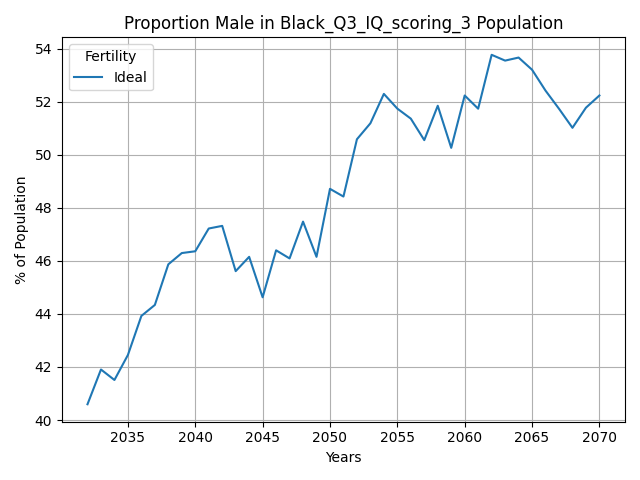 Proportion Male in Black_Q3_IQ_scoring_3 Population
Fertility
Ideal
% of Population
54
52
50
48
46
44
42
40
2035 2040 2045 2050 2055 2060 2065 2070
Years